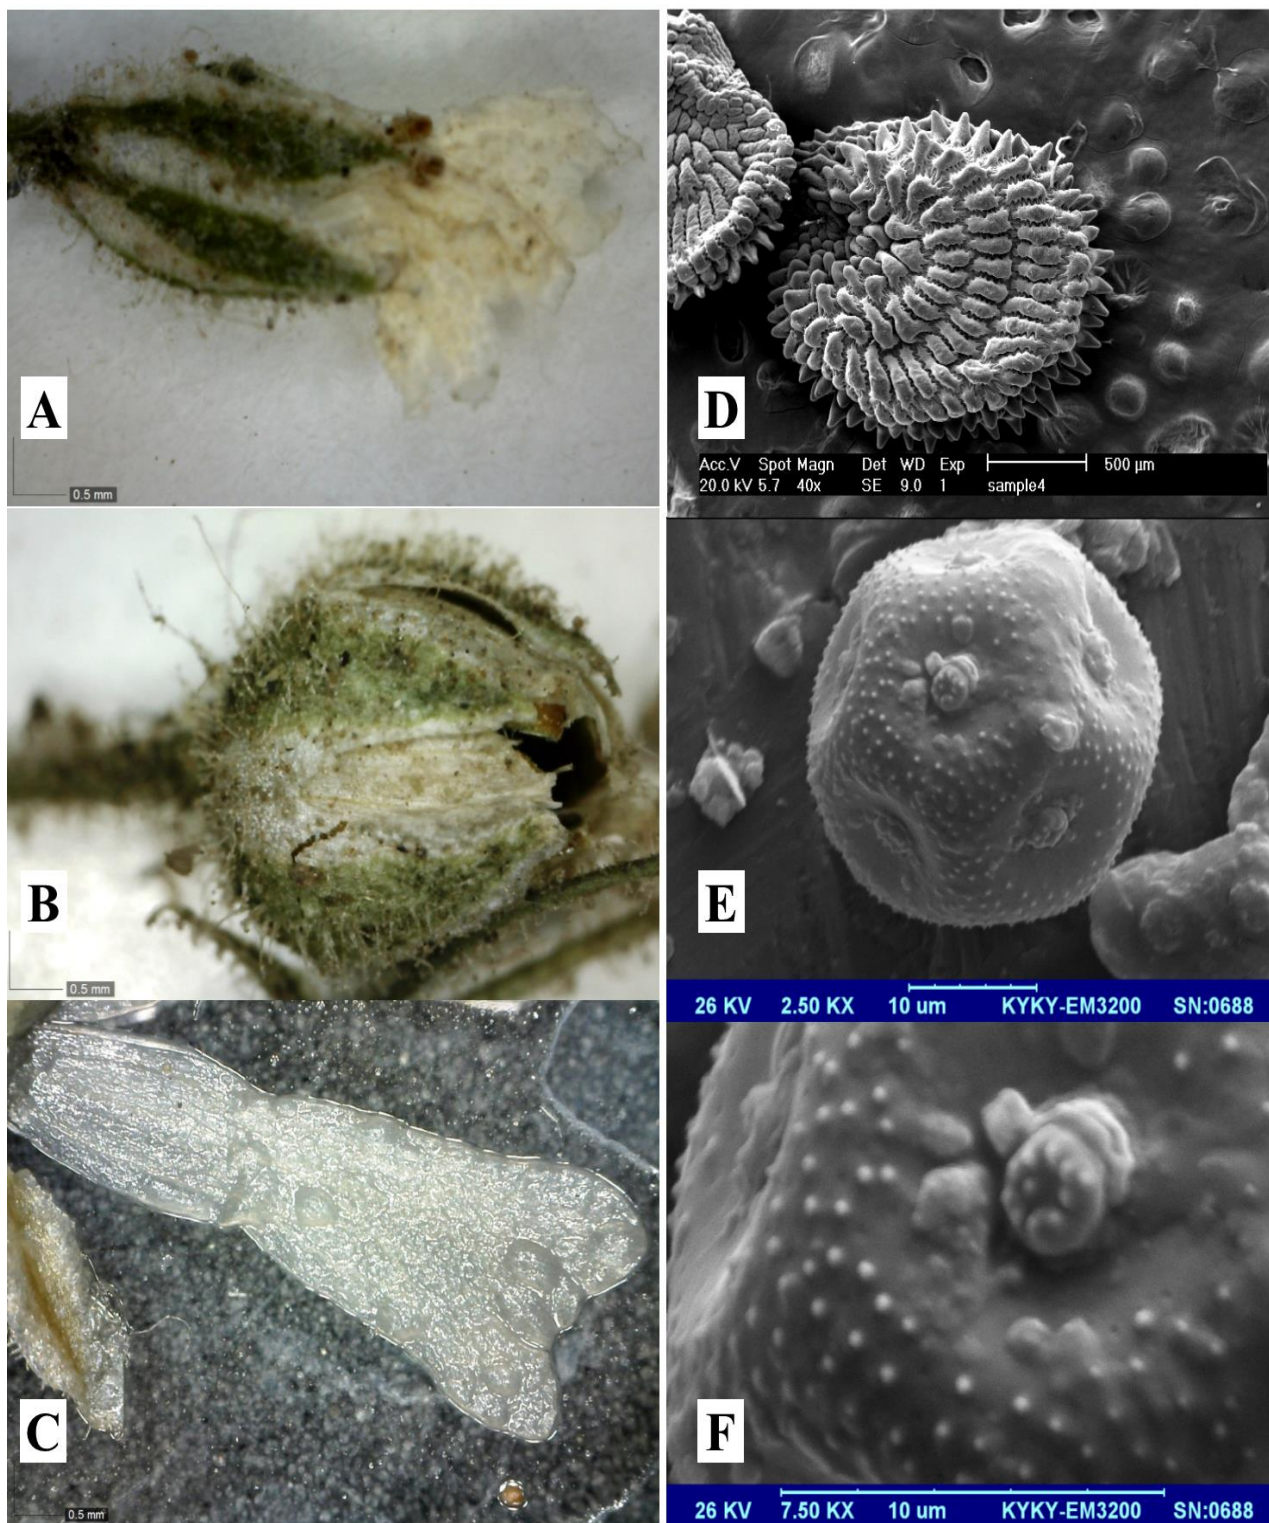 A
0.5 mm
B
0.5 mm
C
0.5 mm
D
Acc.V Spot Magn Det WD Exp 500 µm
20.0 kV 5.7 40x SE 9.0 1 sample4
E
26 KV 2.50 KX 10 um KYKY-EM3200 SN:0688
F
26 KV 7.50 KX 10 um KYKY-EM3200 SN:0688